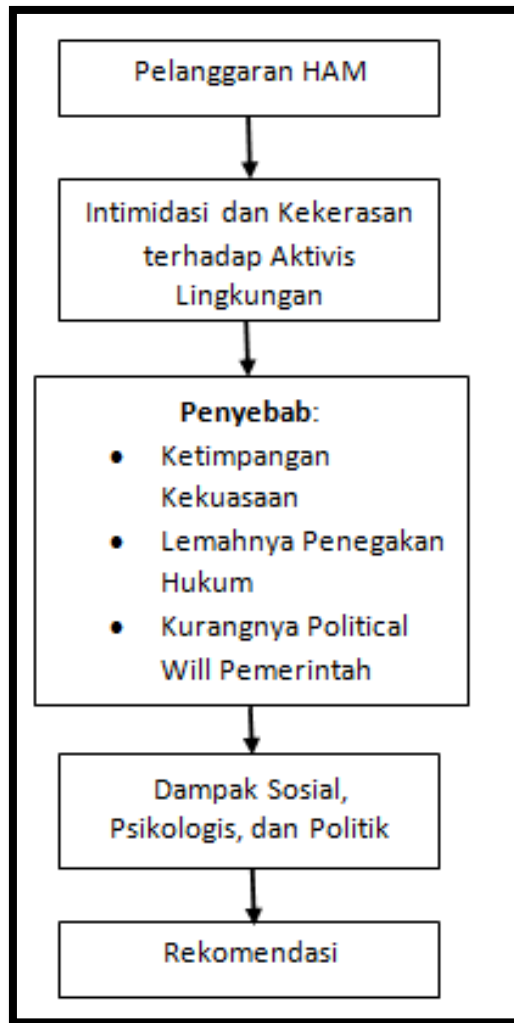 Pelanggaran HAM
Intimidasi dan Kekerasan
terhadap Aktivis
Lingkungan
Penyebab:
• Ketimpangan
Kekuasaan
• Lemahnya Penegakan
Hukum
• Kurangnya Political
Will Pemerintah
Dampak Sosial,
Psikologis, dan Politik
Rekomendasi